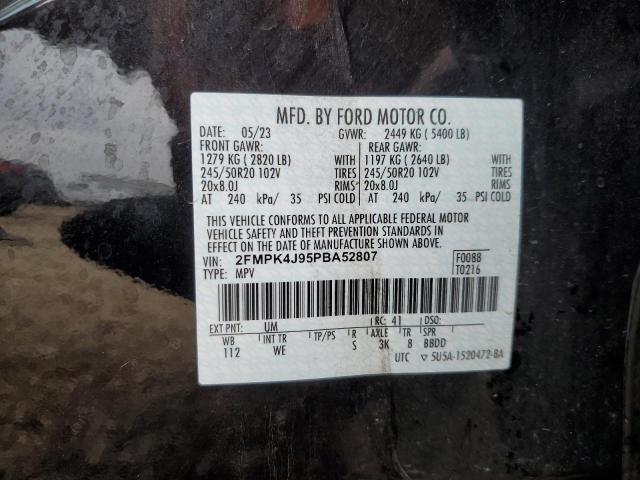 MFD. BY FORD MOTOR CO.
DATE: 05/23 GVWR: 2449 KG ( 5400 LB)
FRONT GAWR: REAR GAWR:
1279 KG ( 2820 LB) WITH 1197 KG ( 2640 LB) WITH
245/50R20 102V TIRES 245/50R20 102V TIRES
20x8.0J RIMS 20x8.0J RIMS
AT 240 kPa/ 35 PSI COLD AT 240 kPa/ 35 PSI COLD
THIS VEHICLE CONFORMS TO ALL APPLICABLE FEDERAL MOTOR
VEHICLE SAFETY AND THEFT PREVENTION STANDARDS IN
EFFECT ON THE DATE OF MANUFACTURE SHOWN ABOVE.
VIN: 2FMPK4J95PBA52807 F0088
TYPE: MPV T0216
EXT PNT: UM RC: 41 DSO:
WB INT TR TP/PS R AXLE TR SPR
112 WE S 3K 8 BBDD
UTC ▽ 5U5A-1520472-BA